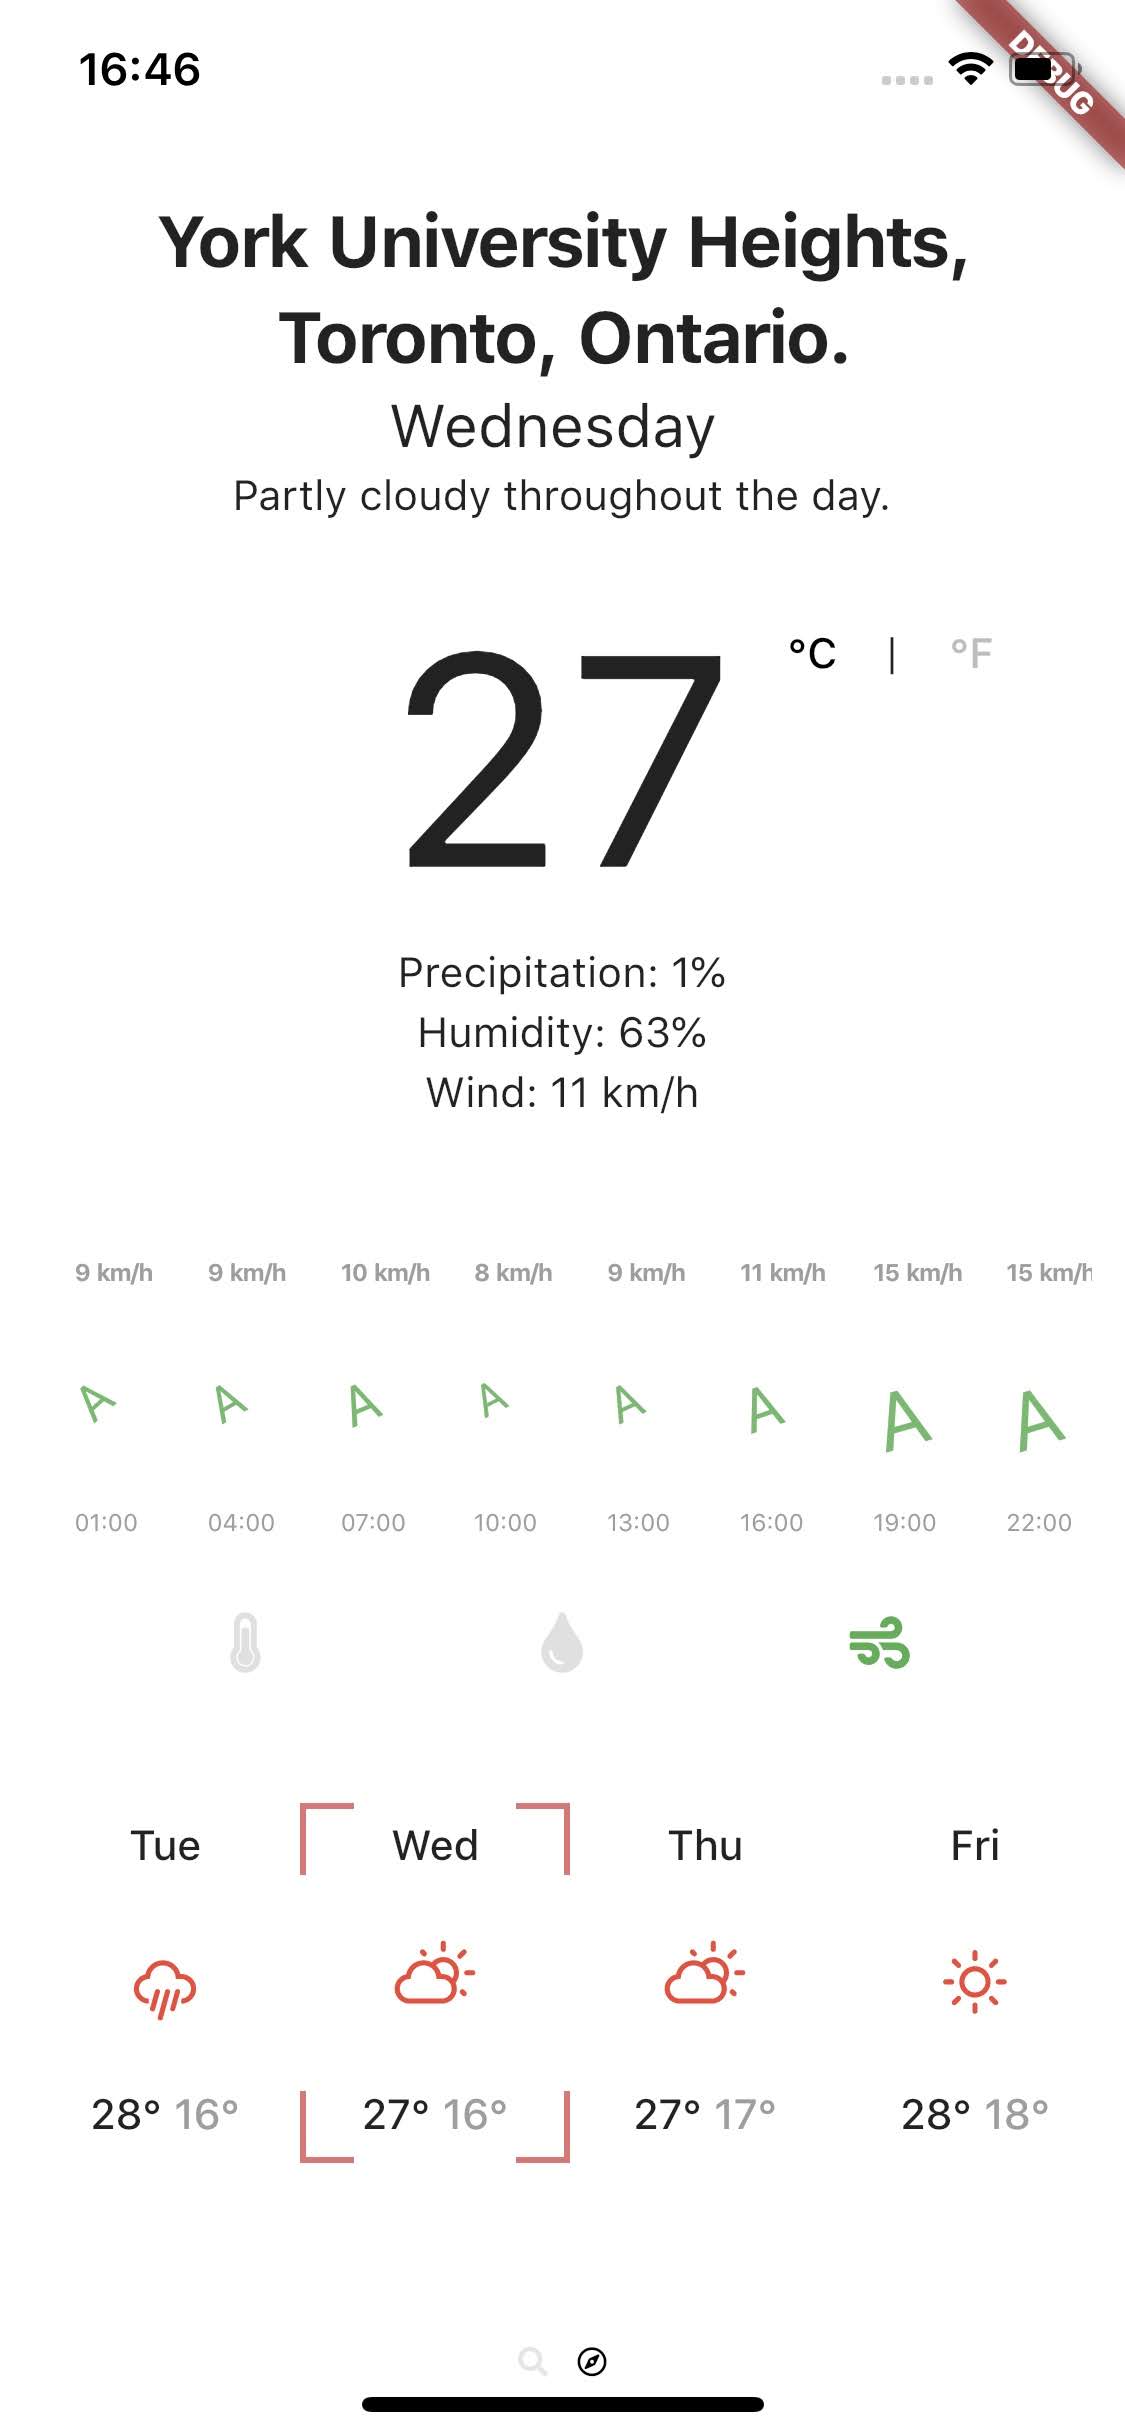 16:46
DEBUG
York University Heights,
Toronto, Ontario.
Wednesday
Partly cloudy throughout the day.
27
°C | °F
Precipitation: 1%
Humidity: 63%
Wind: 11 km/h
9 km/h 9 km/h 10 km/h 8 km/h 9 km/h 11 km/h 15 km/h 15 km/h
A A A A A A A A
01:00 04:00 07:00 10:00 13:00 16:00 19:00 22:00
Tue Wed Thu Fri
28° 16° 27° 16° 27° 17° 28° 18°